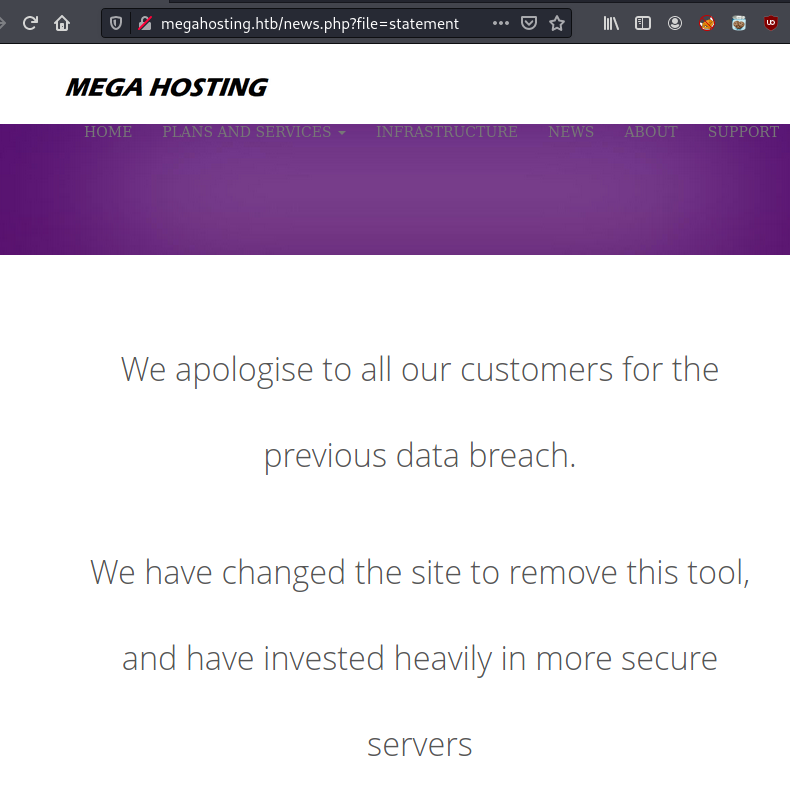 megahosting.htb/news.php?file=statement
MEGA HOSTING
HOME PLANS AND SERVICES INFRASTRUCTURE NEWS ABOUT SUPPORT
We apologise to all our customers for the
previous data breach.
We have changed the site to remove this tool,
and have invested heavily in more secure
servers